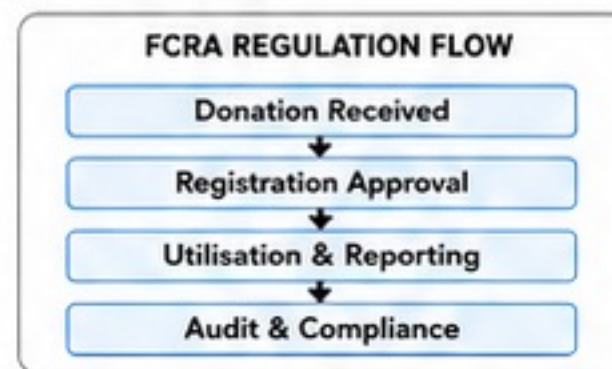 FCRA REGULATION FLOW
Donation Received
Registration Approval
Utilisation & Reporting
Audit & Compliance